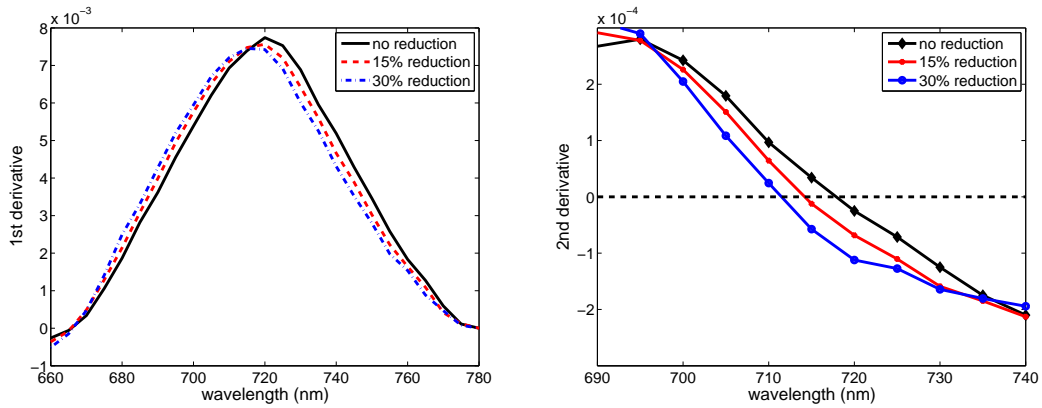 x 10⁻³
8
7
6
5
4
3
2
1
0
−1
660
680
700
720
740
760
780
wavelength (nm)
1st derivative
no reduction
15% reduction
30% reduction
x 10⁻⁴
2
1
0
−1
−2
−3
690
700
710
720
730
740
wavelength (nm)
2nd derivative
no reduction
15% reduction
30% reduction